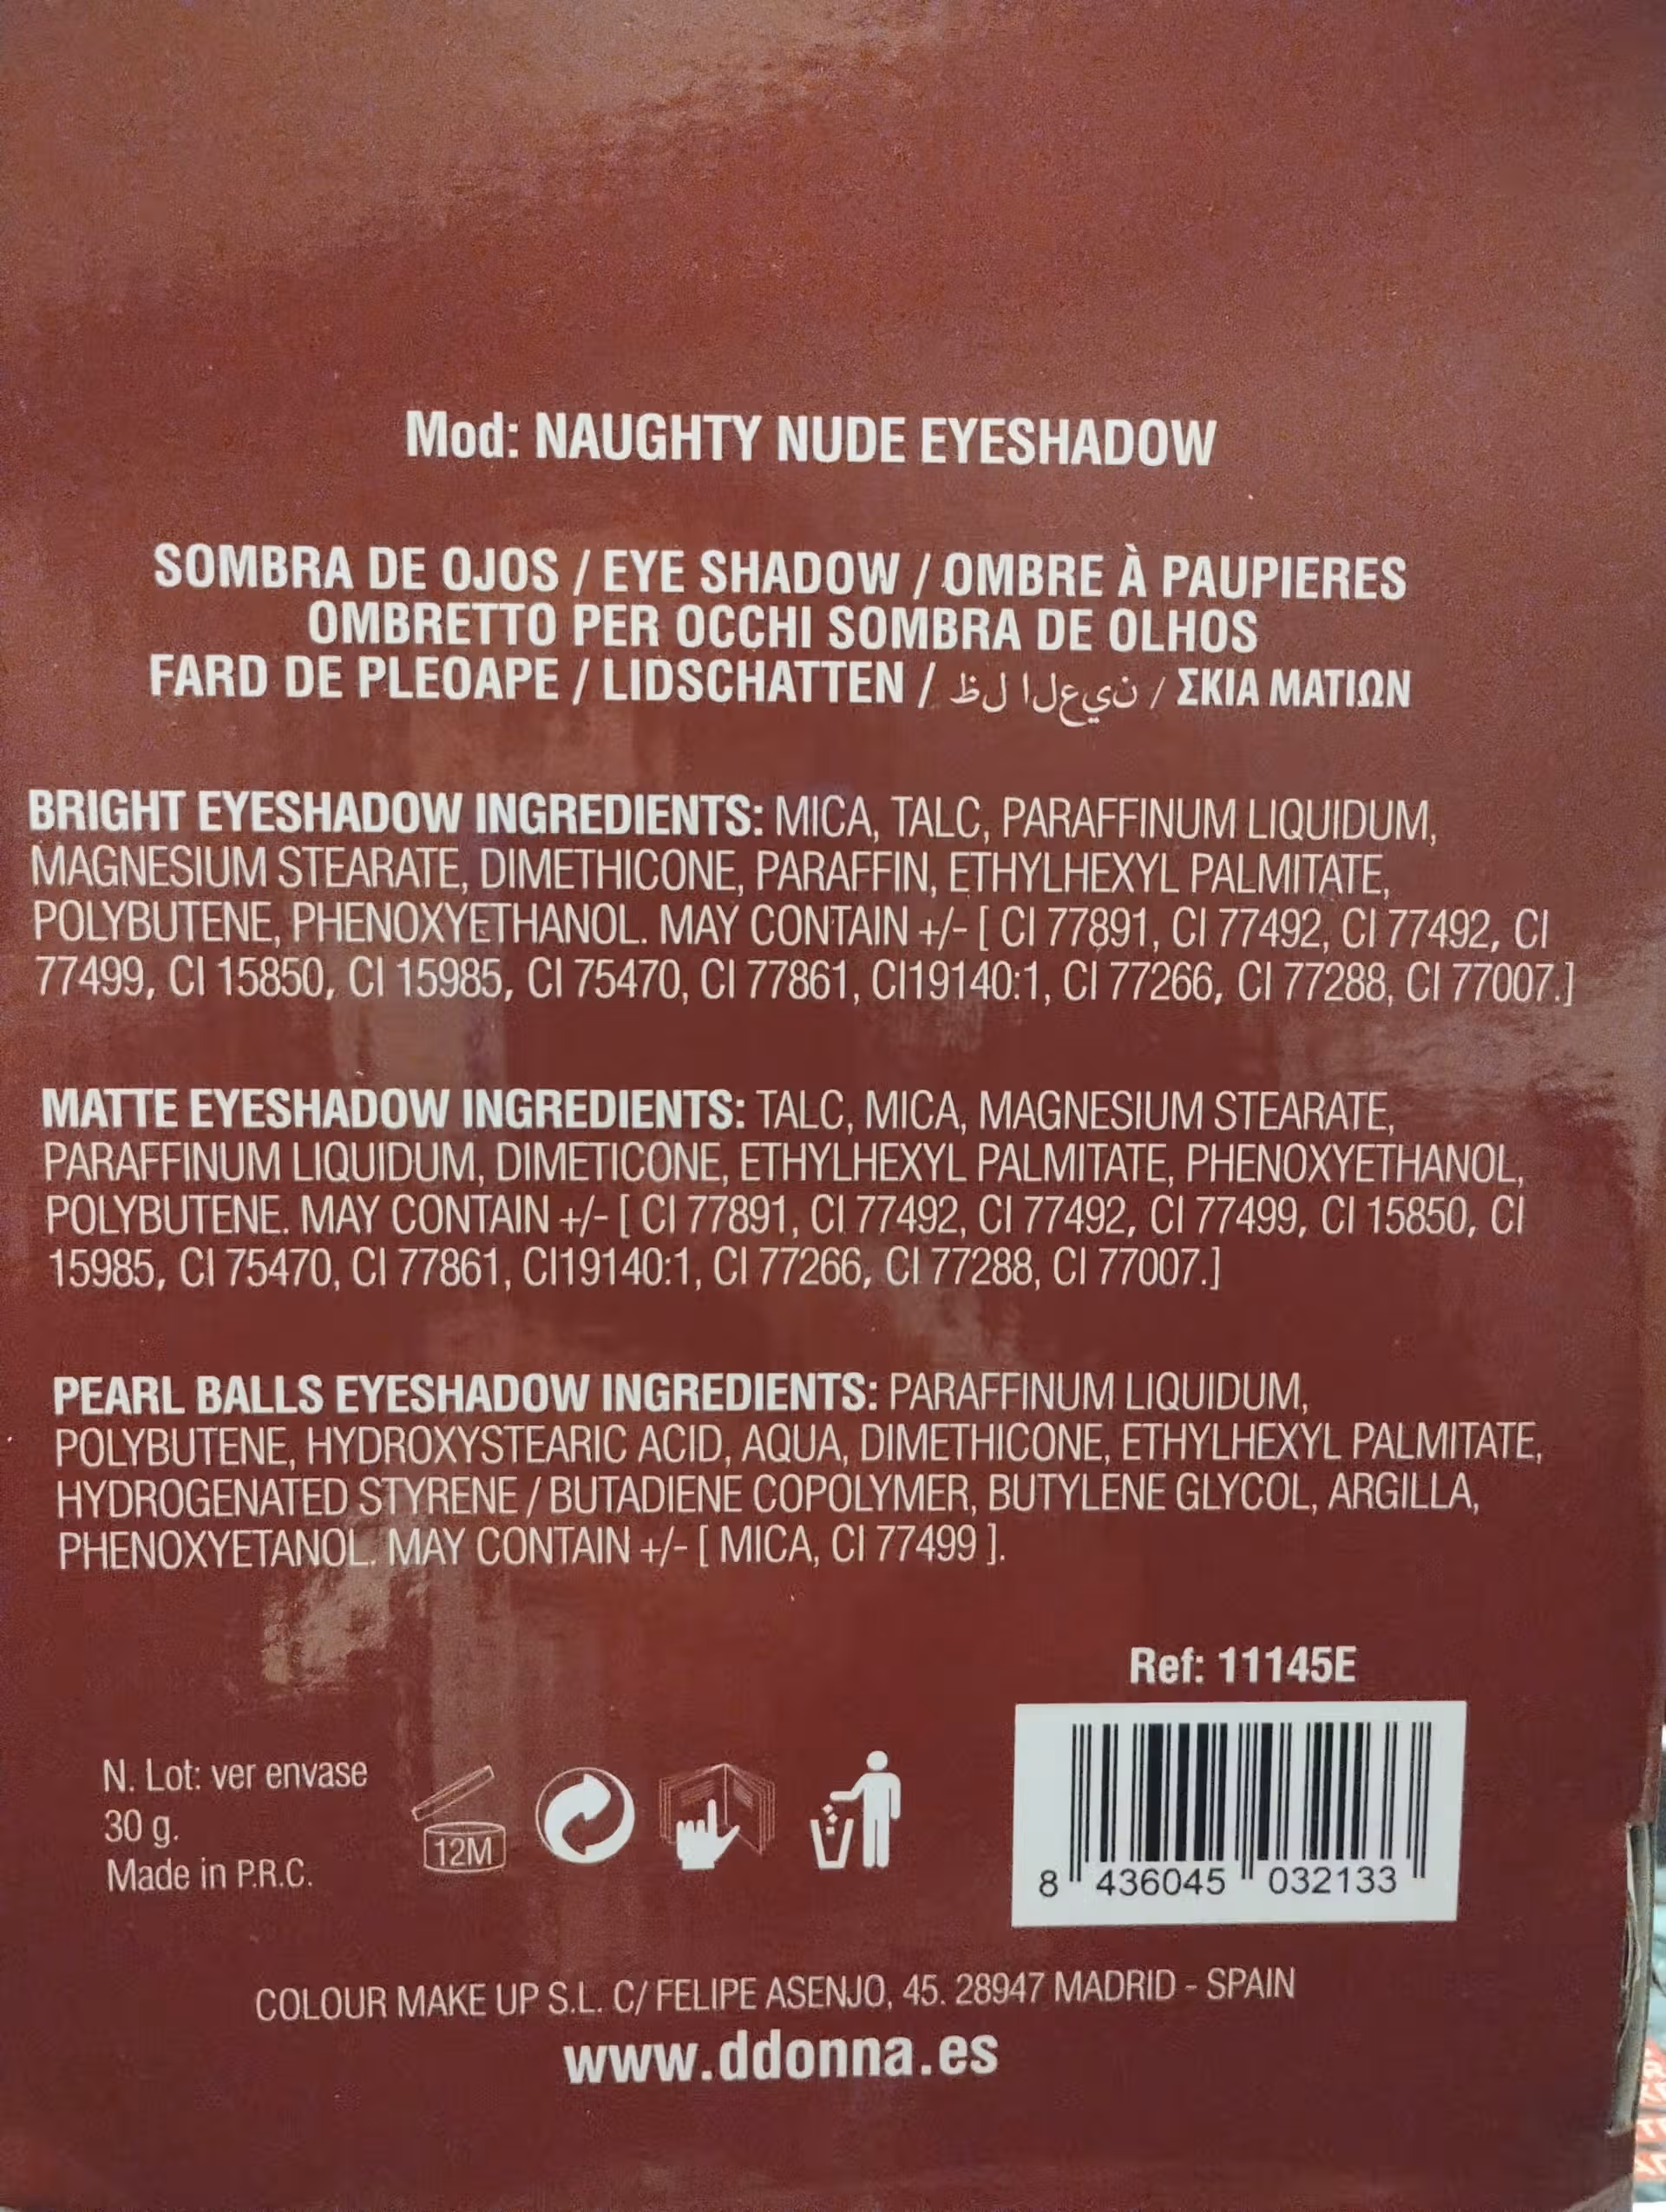 Mod: NAUGHTY NUDE EYESHADOW
SOMBRA DE OJOS / EYE SHADOW / OMBRE À PAUPIERES
OMBRETTO PER OCCHI SOMBRA DE OLHOS
FARD DE PLEOAPE / LIDSCHATTEN / ظل العين / ΣΚΙΑ ΜΑΤΙΩΝ
BRIGHT EYESHADOW INGREDIENTS: MICA, TALC, PARAFFINUM LIQUIDUM,
MAGNESIUM STEARATE, DIMETHICONE, PARAFFIN, ETHYLHEXYL PALMITATE,
POLYBUTENE, PHENOXYETHANOL. MAY CONTAIN +/- [ CI 77891, CI 77492, CI 77492, CI
77499, CI 15850, CI 15985, CI 75470, CI 77861, CI19140:1, CI 77266, CI 77288, CI 77007.]
MATTE EYESHADOW INGREDIENTS: TALC, MICA, MAGNESIUM STEARATE,
PARAFFINUM LIQUIDUM, DIMETICONE, ETHYLHEXYL PALMITATE, PHENOXYETHANOL,
POLYBUTENE. MAY CONTAIN +/- [ CI 77891, CI 77492, CI 77492, CI 77499, CI 15850, CI
15985, CI 75470, CI 77861, CI19140:1, CI 77266, CI 77288, CI 77007.]
PEARL BALLS EYESHADOW INGREDIENTS: PARAFFINUM LIQUIDUM,
POLYBUTENE, HYDROXYSTEARIC ACID, AQUA, DIMETHICONE, ETHYLHEXYL PALMITATE,
HYDROGENATED STYRENE / BUTADIENE COPOLYMER, BUTYLENE GLYCOL, ARGILLA,
PHENOXYETANOL. MAY CONTAIN +/- [ MICA, CI 77499 ].
Ref: 11145E
N. Lot: ver envase
30 g.
Made in P.R.C.
12M
8 436045 032133
COLOUR MAKE UP S.L. C/ FELIPE ASENJO, 45. 28947 MADRID - SPAIN
www.ddonna.es